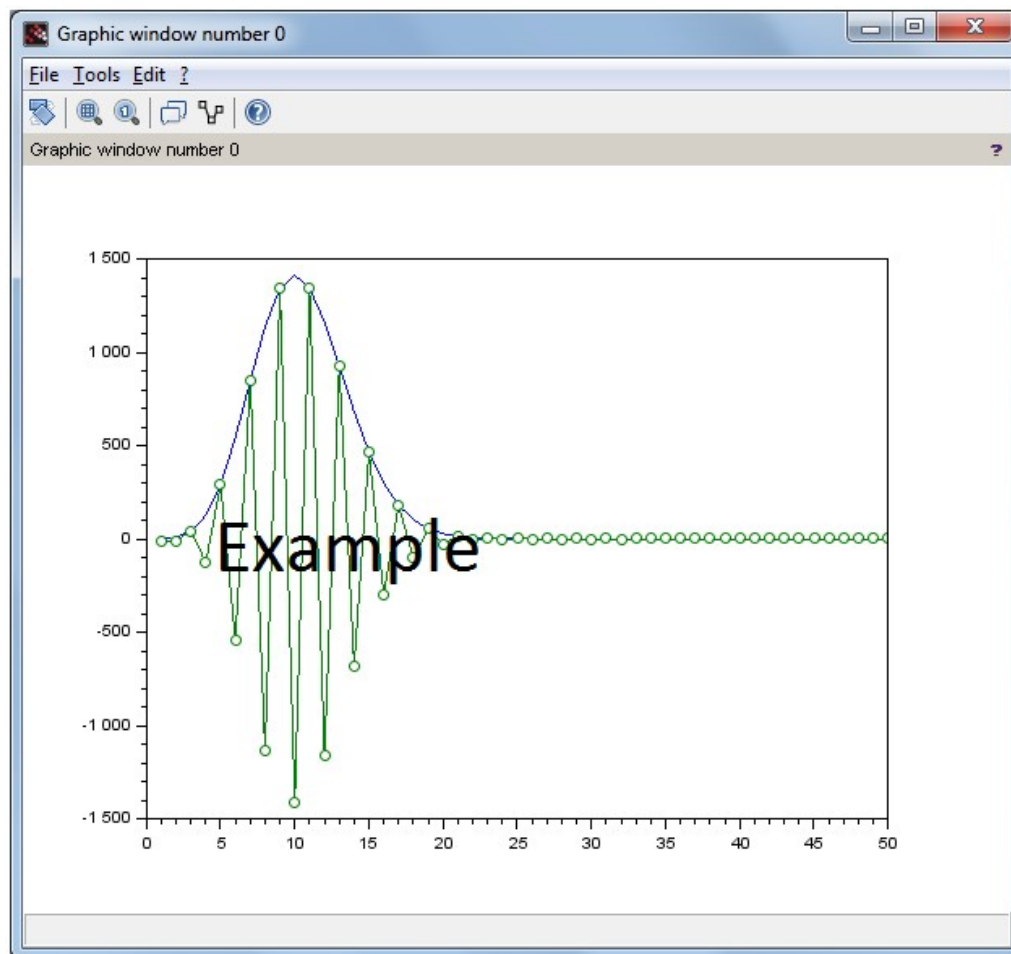 Graphic window number 0
File Tools Edit ?
Graphic window number 0 ?
1 500
1 000
500
0
-500
-1 000
-1 500
0 5 10 15 20 25 30 35 40 45 50
Example